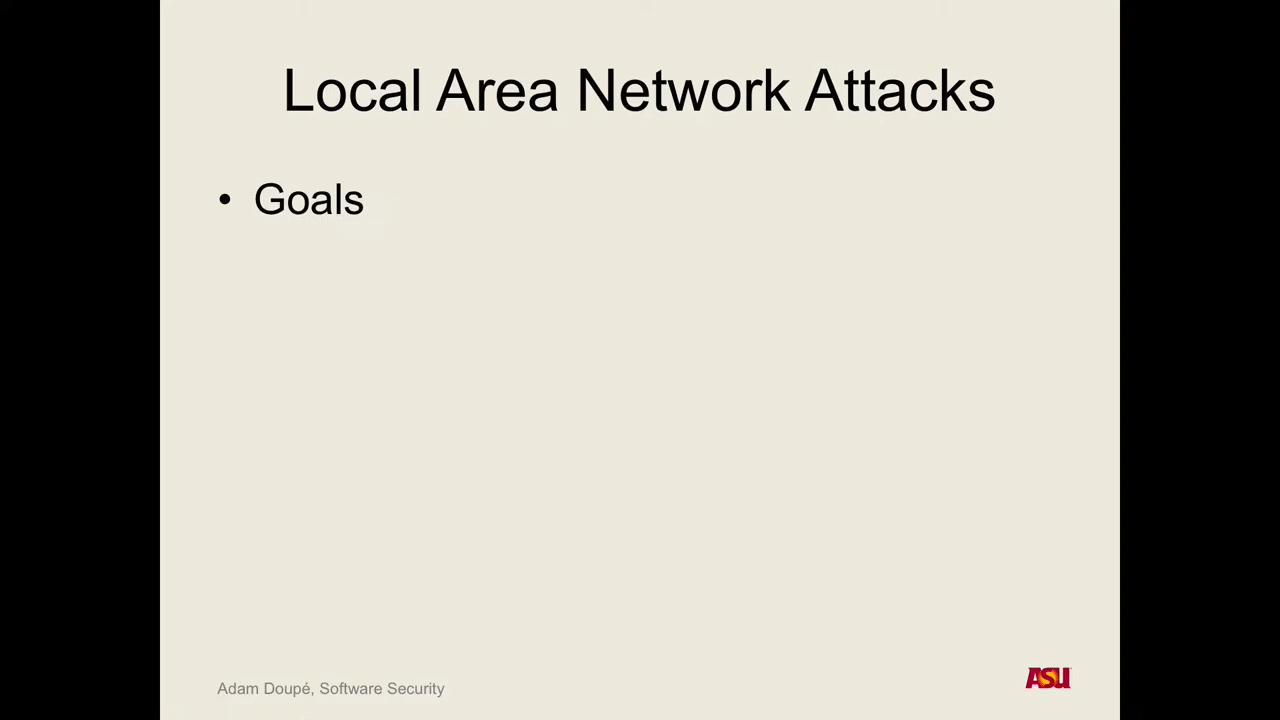 Local Area Network Attacks
• Goals
Adam Doupé, Software Security
ASU